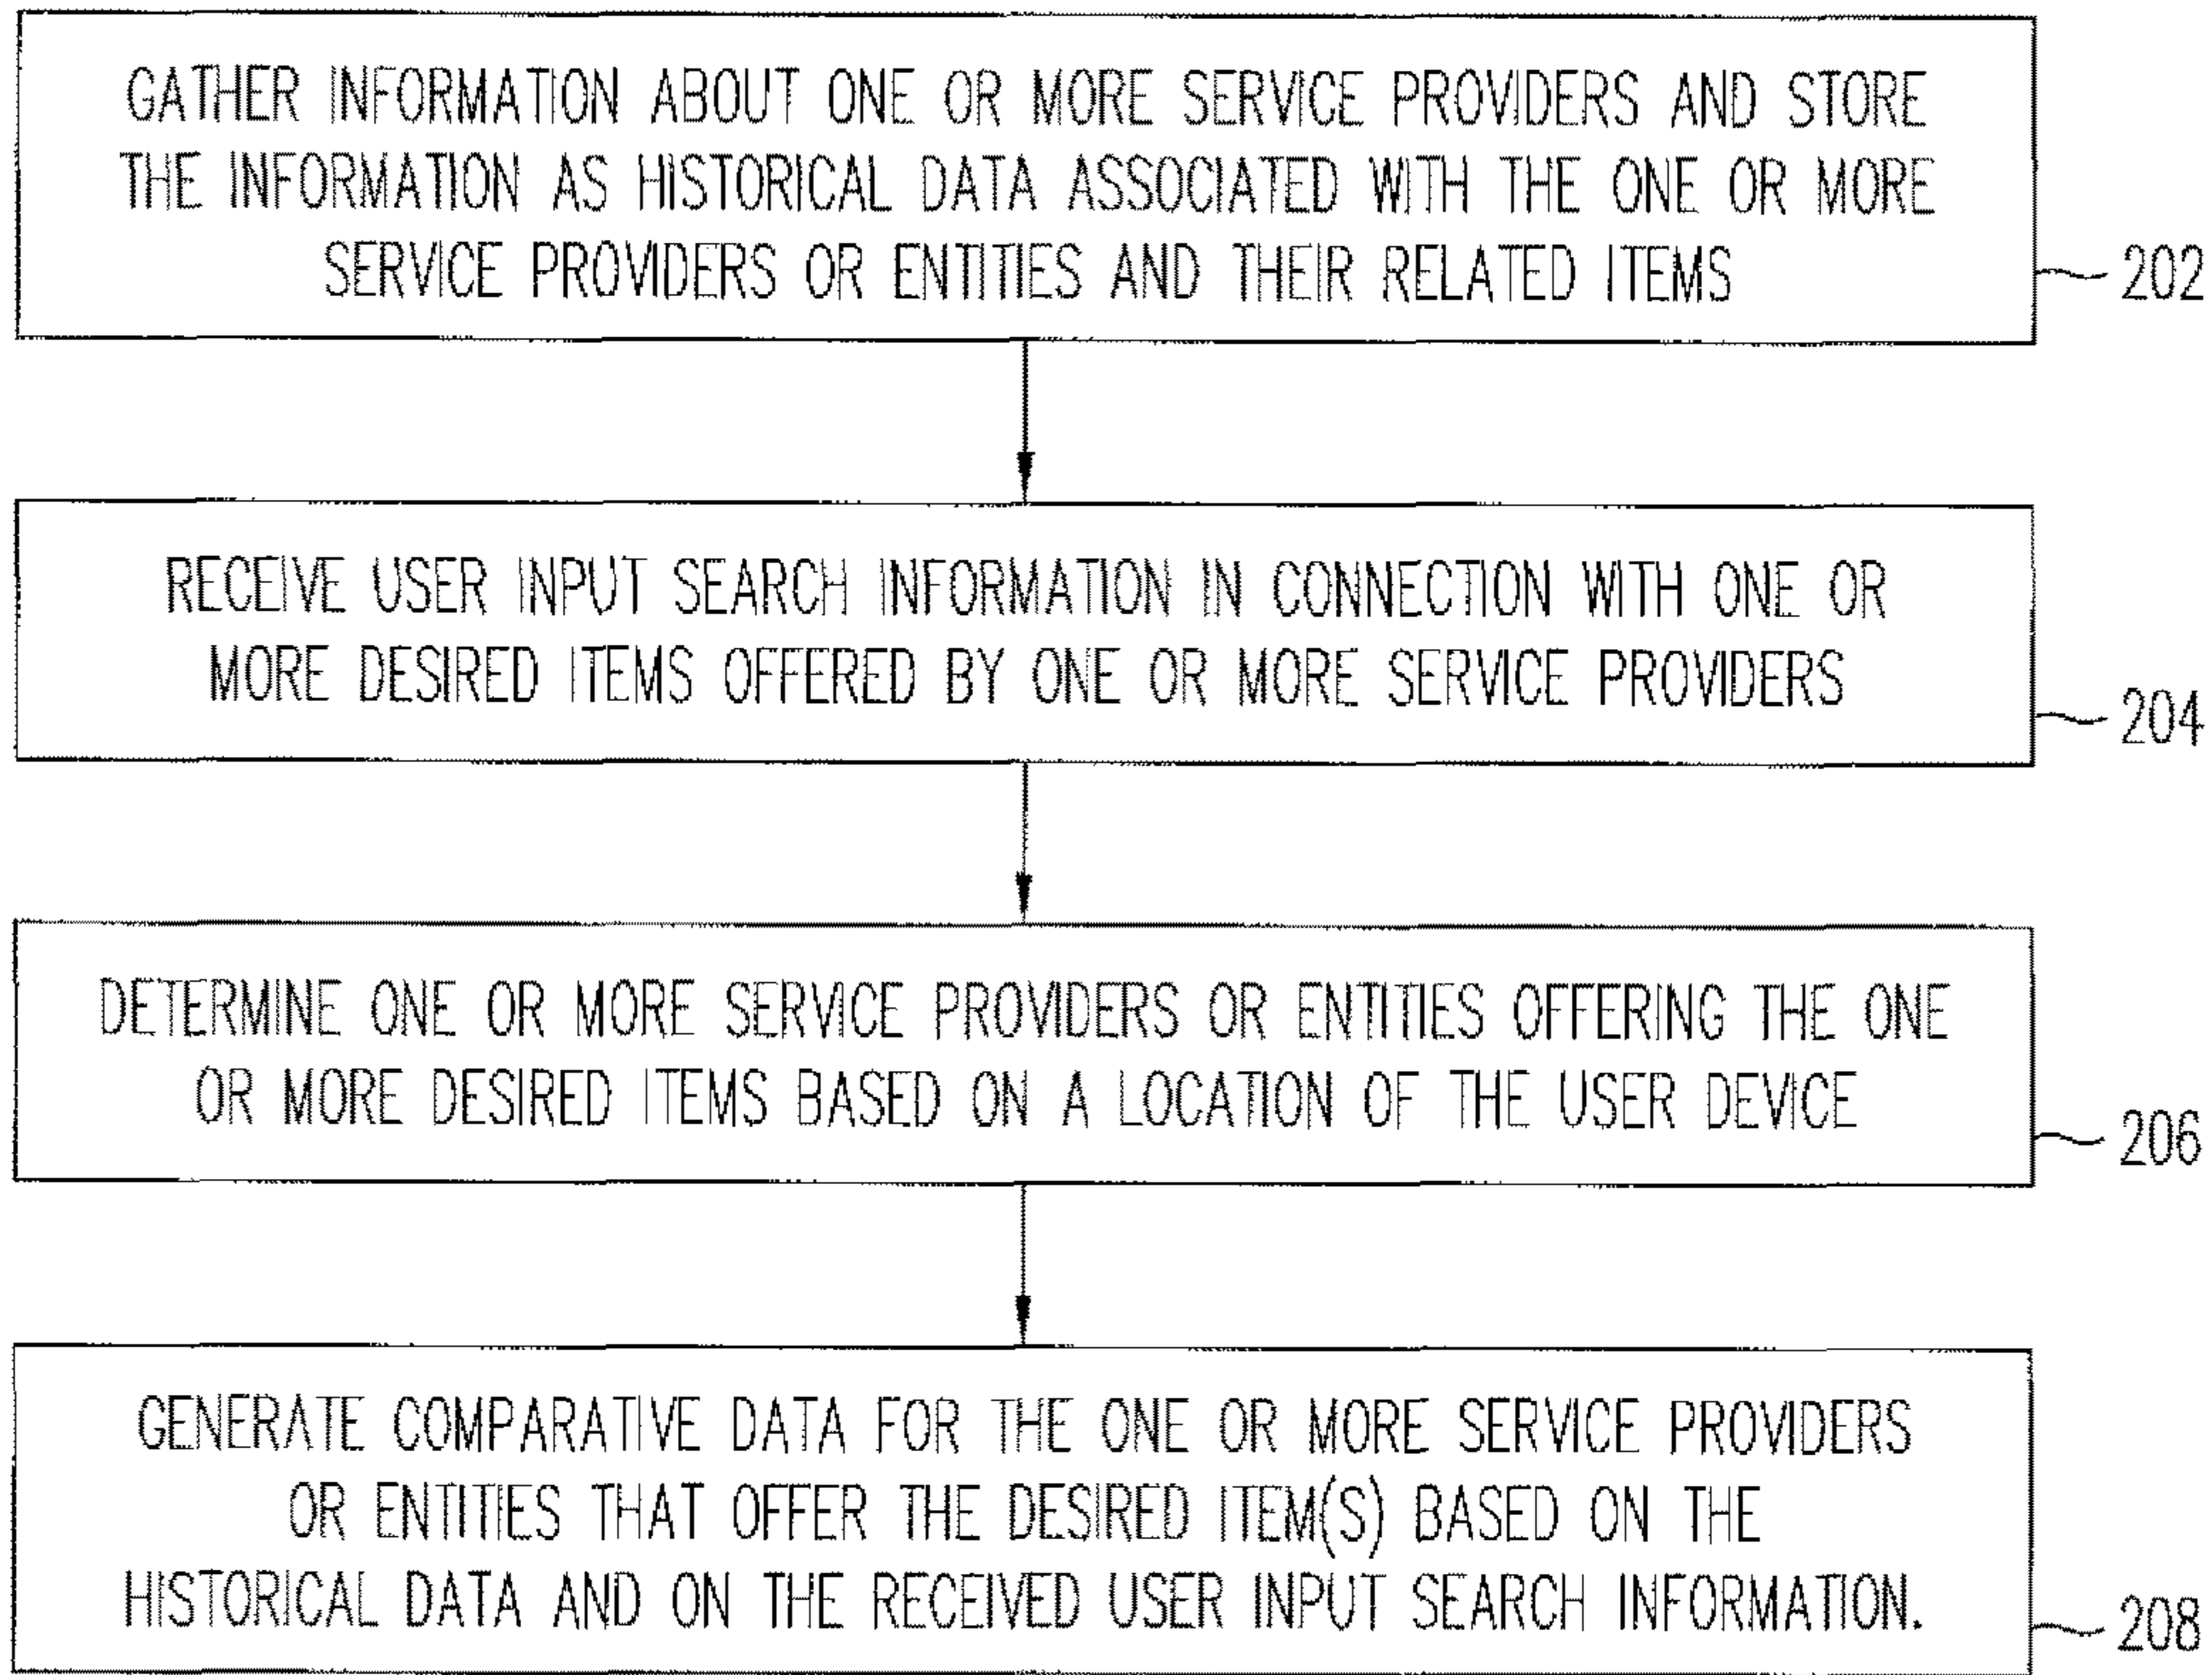 GATHER INFORMATION ABOUT ONE OR MORE SERVICE PROVIDERS AND STORE
THE INFORMATION AS HISTORICAL DATA ASSOCIATED WITH THE ONE OR MORE
SERVICE PROVIDERS OR ENTITIES AND THEIR RELATED ITEMS
202
RECEIVE USER INPUT SEARCH INFORMATION IN CONNECTION WITH ONE OR
MORE DESIRED ITEMS OFFERED BY ONE OR MORE SERVICE PROVIDERS
204
DETERMINE ONE OR MORE SERVICE PROVIDERS OR ENTITIES OFFERING THE ONE
OR MORE DESIRED ITEMS BASED ON A LOCATION OF THE USER DEVICE
206
GENERATE COMPARATIVE DATA FOR THE ONE OR MORE SERVICE PROVIDERS
OR ENTITIES THAT OFFER THE DESIRED ITEM(S) BASED ON THE
HISTORICAL DATA AND ON THE RECEIVED USER INPUT SEARCH INFORMATION.
208